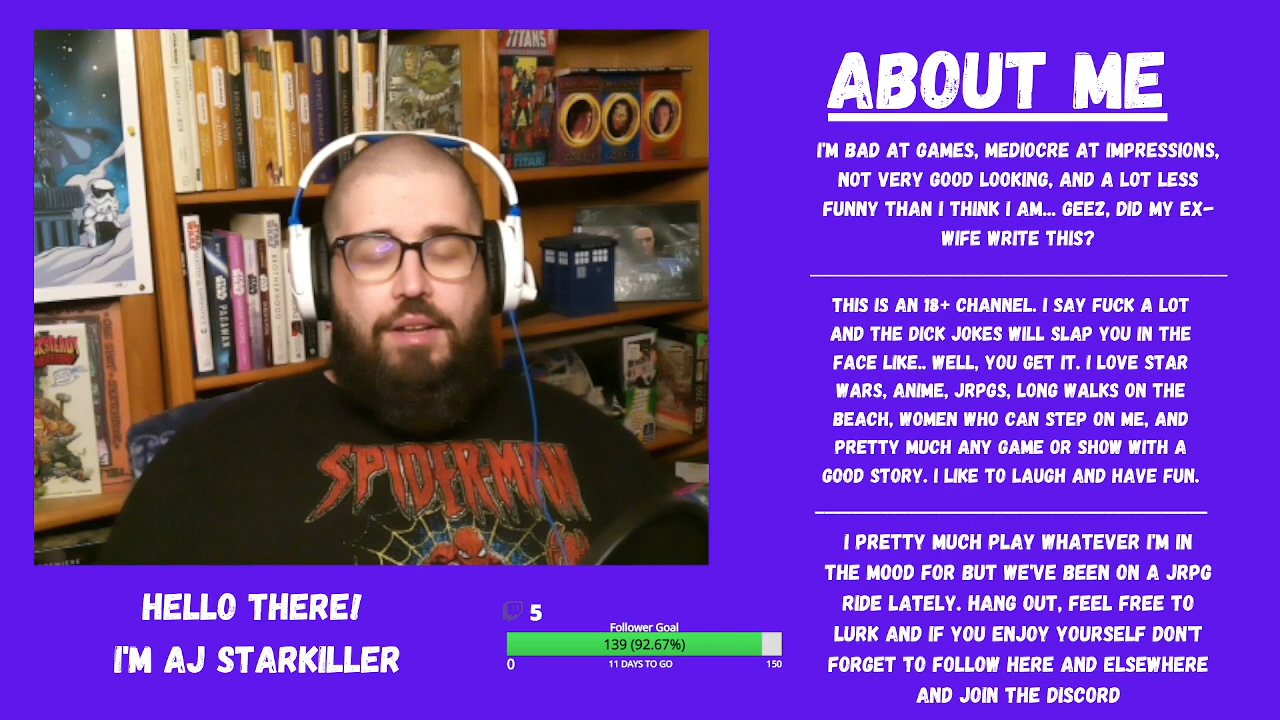 ABOUT ME
I'M BAD AT GAMES, MEDIOCRE AT IMPRESSIONS,
NOT VERY GOOD LOOKING, AND A LOT LESS
FUNNY THAN I THINK I AM... GEEZ, DID MY EX-
WIFE WRITE THIS?
THIS IS AN 18+ CHANNEL. I SAY FUCK A LOT
AND THE DICK JOKES WILL SLAP YOU IN THE
FACE LIKE.. WELL, YOU GET IT. I LOVE STAR
WARS, ANIME, JRPGS, LONG WALKS ON THE
BEACH, WOMEN WHO CAN STEP ON ME, AND
PRETTY MUCH ANY GAME OR SHOW WITH A
GOOD STORY. I LIKE TO LAUGH AND HAVE FUN.
I PRETTY MUCH PLAY WHATEVER I'M IN
THE MOOD FOR BUT WE'VE BEEN ON A JRPG
RIDE LATELY. HANG OUT, FEEL FREE TO
LURK AND IF YOU ENJOY YOURSELF DON'T
FORGET TO FOLLOW HERE AND ELSEWHERE
AND JOIN THE DISCORD
TITANS
SPIDER-MAN
PADAWAN
BROTHERHOOD
HELLO THERE!
I'M AJ STARKILLER
5
Follower Goal
139 (92.67%)
0
11 DAYS TO GO
150